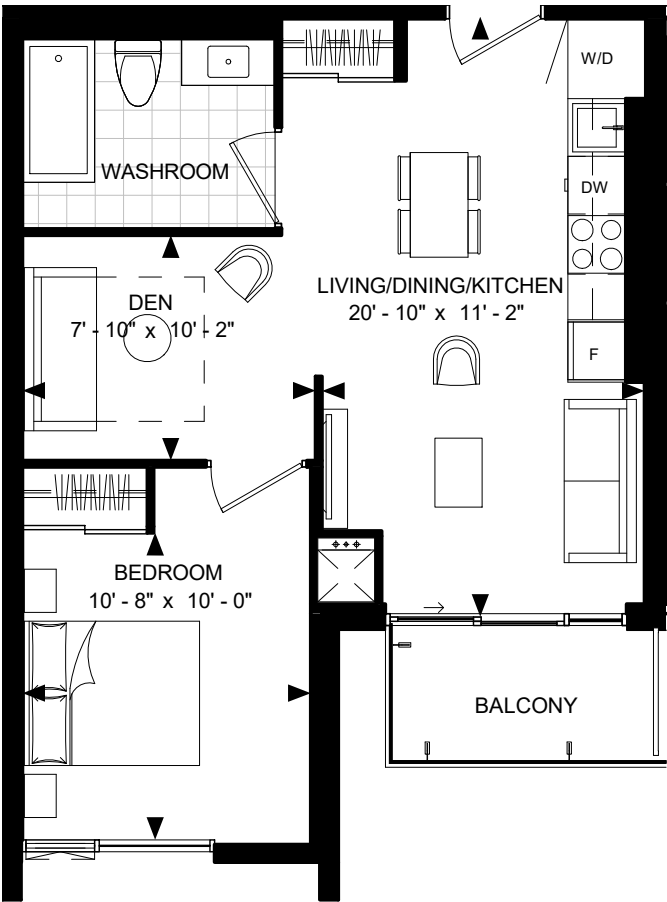 W/D
WASHROOM
DW
LIVING/DINING/KITCHEN
20' - 10" x 11' - 2"
DEN
7' - 10" x 10' - 2"
F
BEDROOM
10' - 8" x 10' - 0"
BALCONY